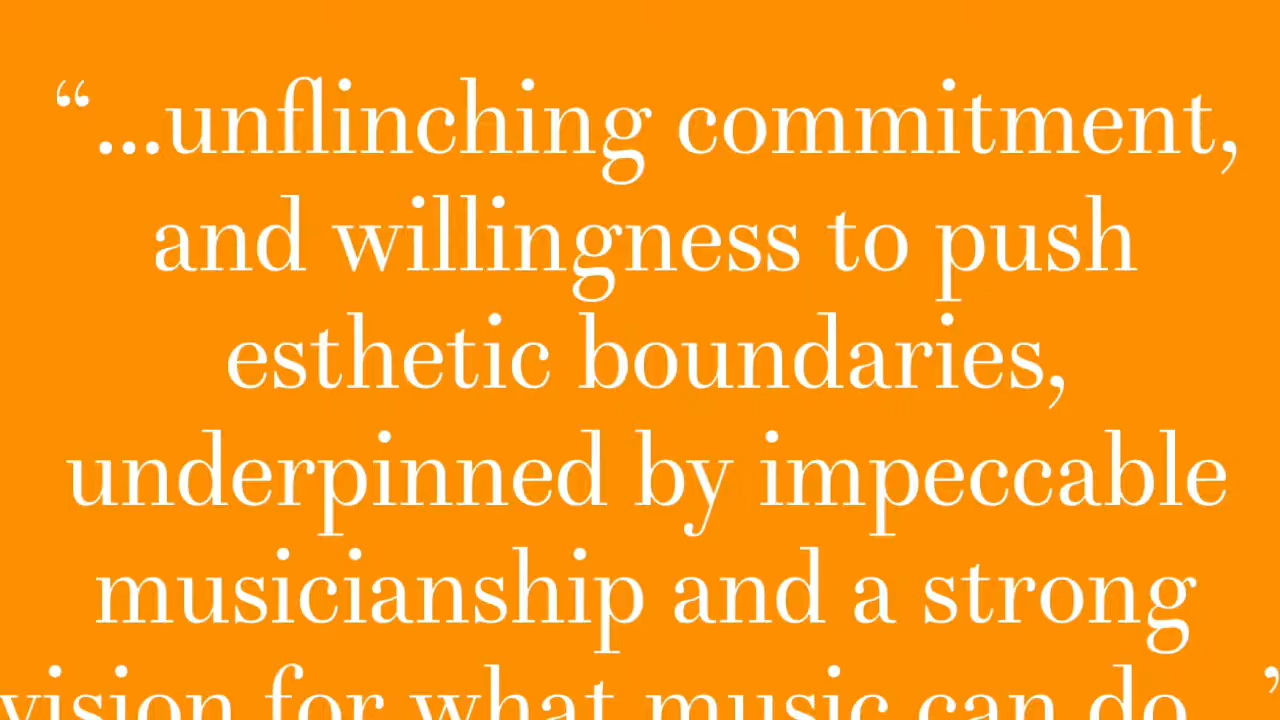 “...unflinching commitment,
and willingness to push
esthetic boundaries,
underpinned by impeccable
musicianship and a strong
vision for what music can do...”